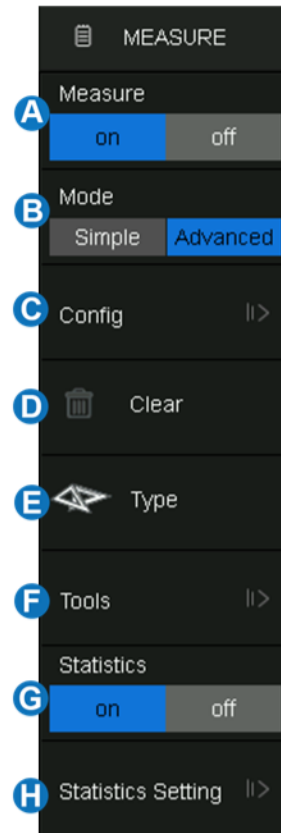 MEASURE
A
Measure
on off
B
Mode
Simple Advanced
C
Config
D
Clear
E
Type
F
Tools
Statistics
G
on off
H
Statistics Setting